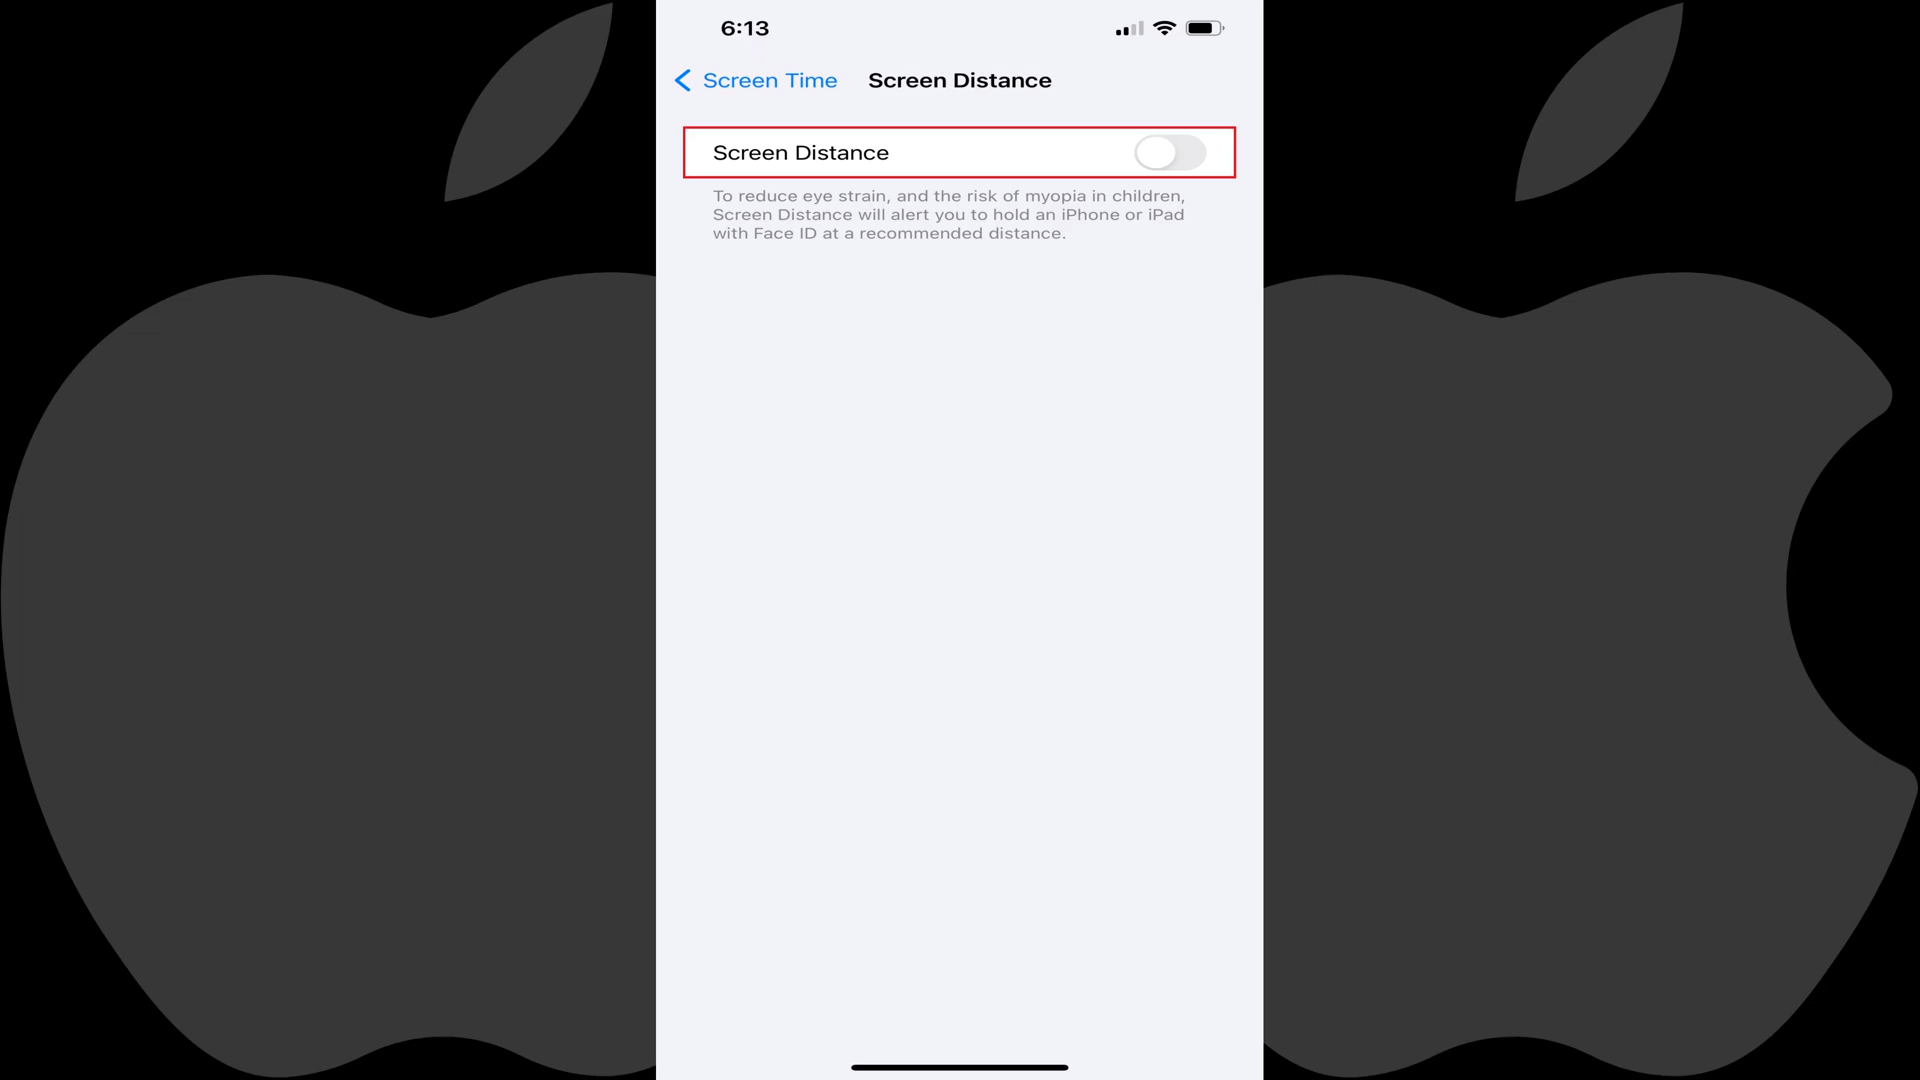 6:13
Screen Time
Screen Distance
Screen Distance
To reduce eye strain, and the risk of myopia in children,
Screen Distance will alert you to hold an iPhone or iPad
with Face ID at a recommended distance.